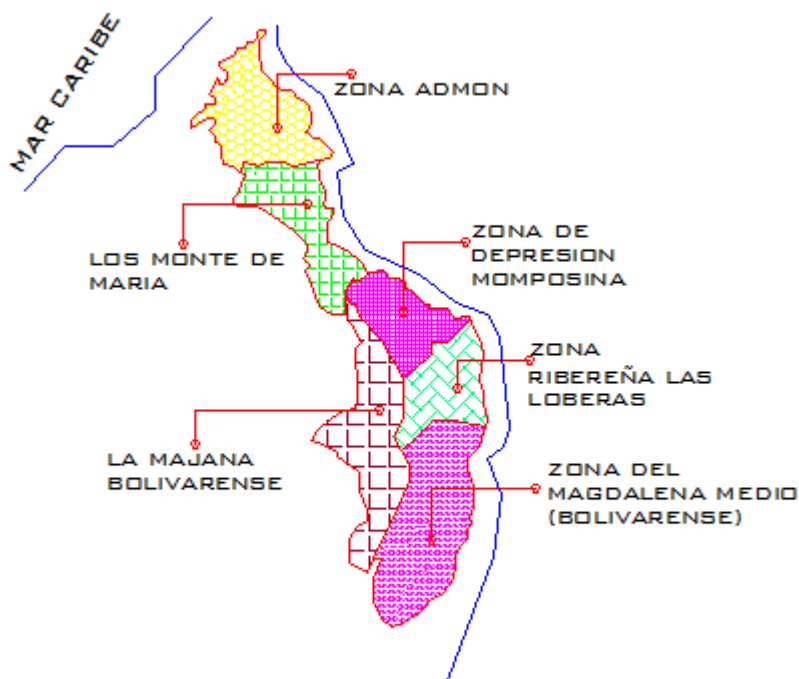 MAR CARIBE
ZONA ADMON
LOS MONTE DE
MARIA
ZONA DE
DEPRESION
MOMPOSINA
ZONA
RIBEREÑA LAS
LOBERAS
LA MAJANA
BOLIVARENSE
ZONA DEL
MAGDALENA MEDIO
(BOLIVARENSE)